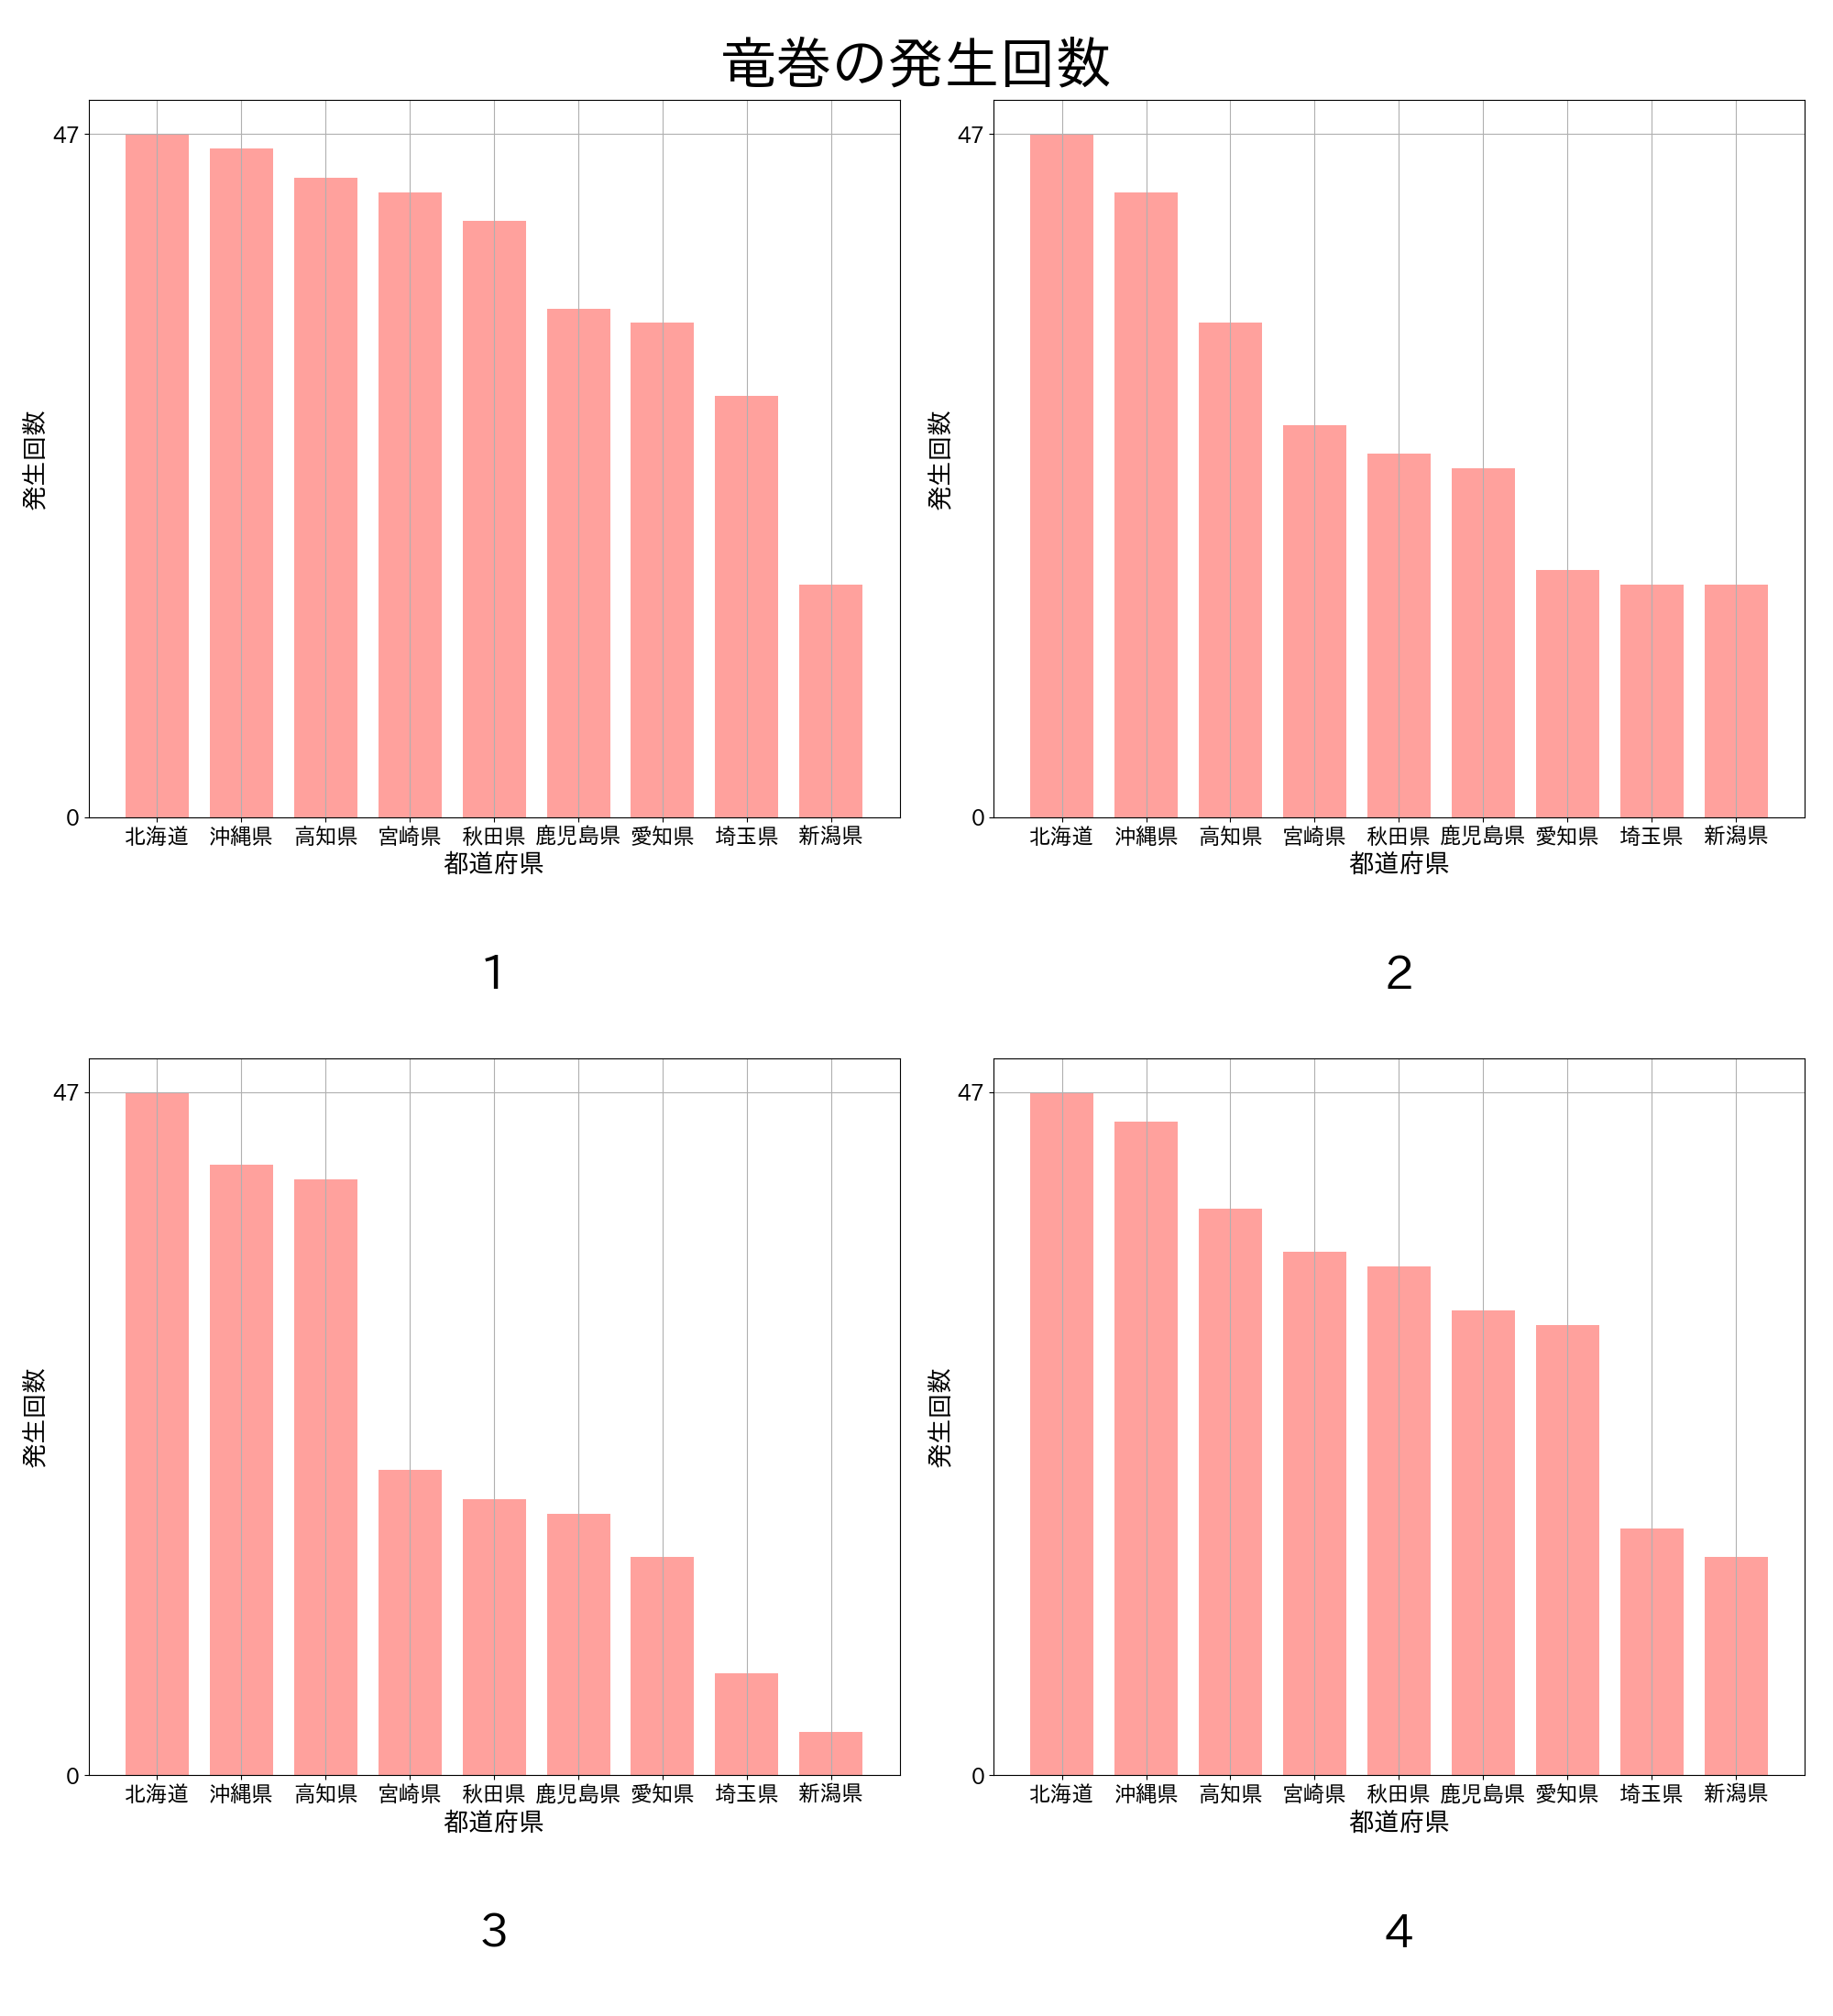 竜巻の発生回数
47
0
発生回数
北海道 沖縄県 高知県 宮崎県 秋田県 鹿児島県 愛知県 埼玉県 新潟県
都道府県
1
47
0
発生回数
北海道 沖縄県 高知県 宮崎県 秋田県 鹿児島県 愛知県 埼玉県 新潟県
都道府県
2
47
0
発生回数
北海道 沖縄県 高知県 宮崎県 秋田県 鹿児島県 愛知県 埼玉県 新潟県
都道府県
3
47
0
発生回数
北海道 沖縄県 高知県 宮崎県 秋田県 鹿児島県 愛知県 埼玉県 新潟県
都道府県
4